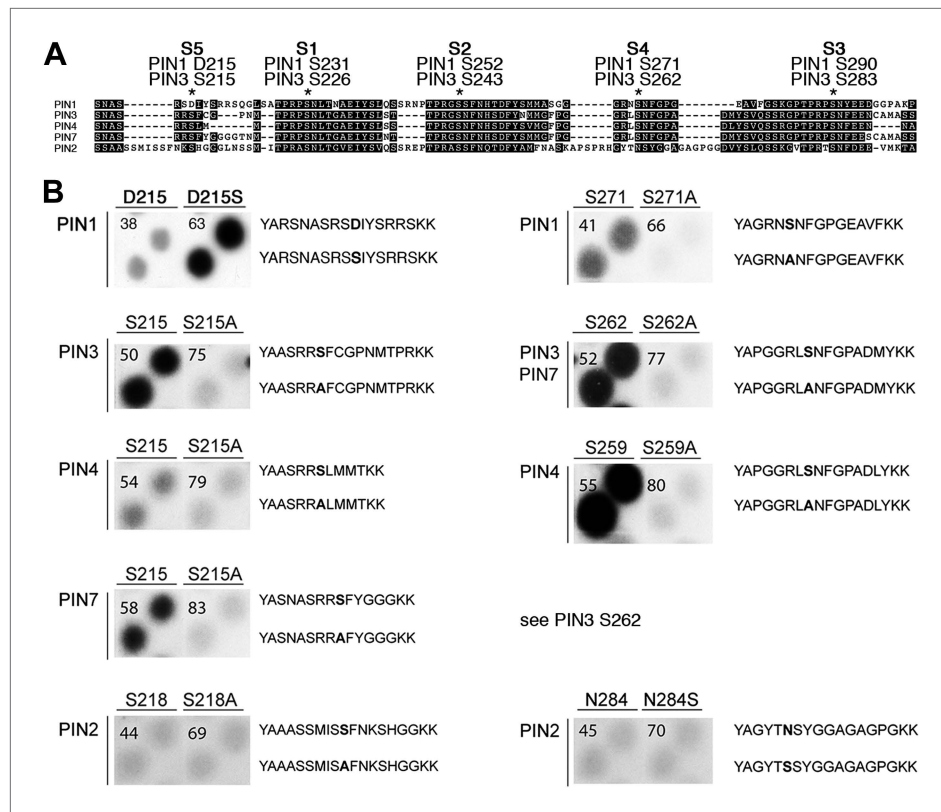 A
S5 S1 S2 S4 S3
PIN1 D215 PIN1 S231 PIN1 S252 PIN1 S271 PIN1 S290
PIN3 S215 PIN3 S226 PIN3 S243 PIN3 S262 PIN3 S283
* * * * *
PIN1
PIN3
PIN4
PIN7
PIN2
B
D215 D215S
PIN1 38 63 YARSNASRSDIYSRRSKK
YARSNASRSSIYSRRSKK
S271 S271A
PIN1 41 66 YAGRNSNFGPGEAVFKK
YAGRNANFGPGEAVFKK
S215 S215A
PIN3 50 75 YAASRRSFCGPNMTPRKK
YAASRRAFCGPNMTPRKK
S262 S262A
PIN3 52 77 YAPGGRLSNFGPADMYKK
PIN7 YAPGGRLANFGPADMYKK
S215 S215A
PIN4 54 79 YAASRRSLMMTKK
YAASRRALMMTKK
S259 S259A
PIN4 55 80 YAPGGRLSNFGPADLYKK
YAPGGRLANFGPADLYKK
S215 S215A
PIN7 58 83 YASNASRRSFYGGGKK
YASNASRRAFYGGGKK
see PIN3 S262
S218 S218A
PIN2 44 69 YAAASSMISSFNKSHGGKK
YAAASSMISAFNKSHGGKK
N284 N284S
PIN2 45 70 YAGYTNSYGGAGAGPGKK
YAGYTSSYGGAGAGPGKK